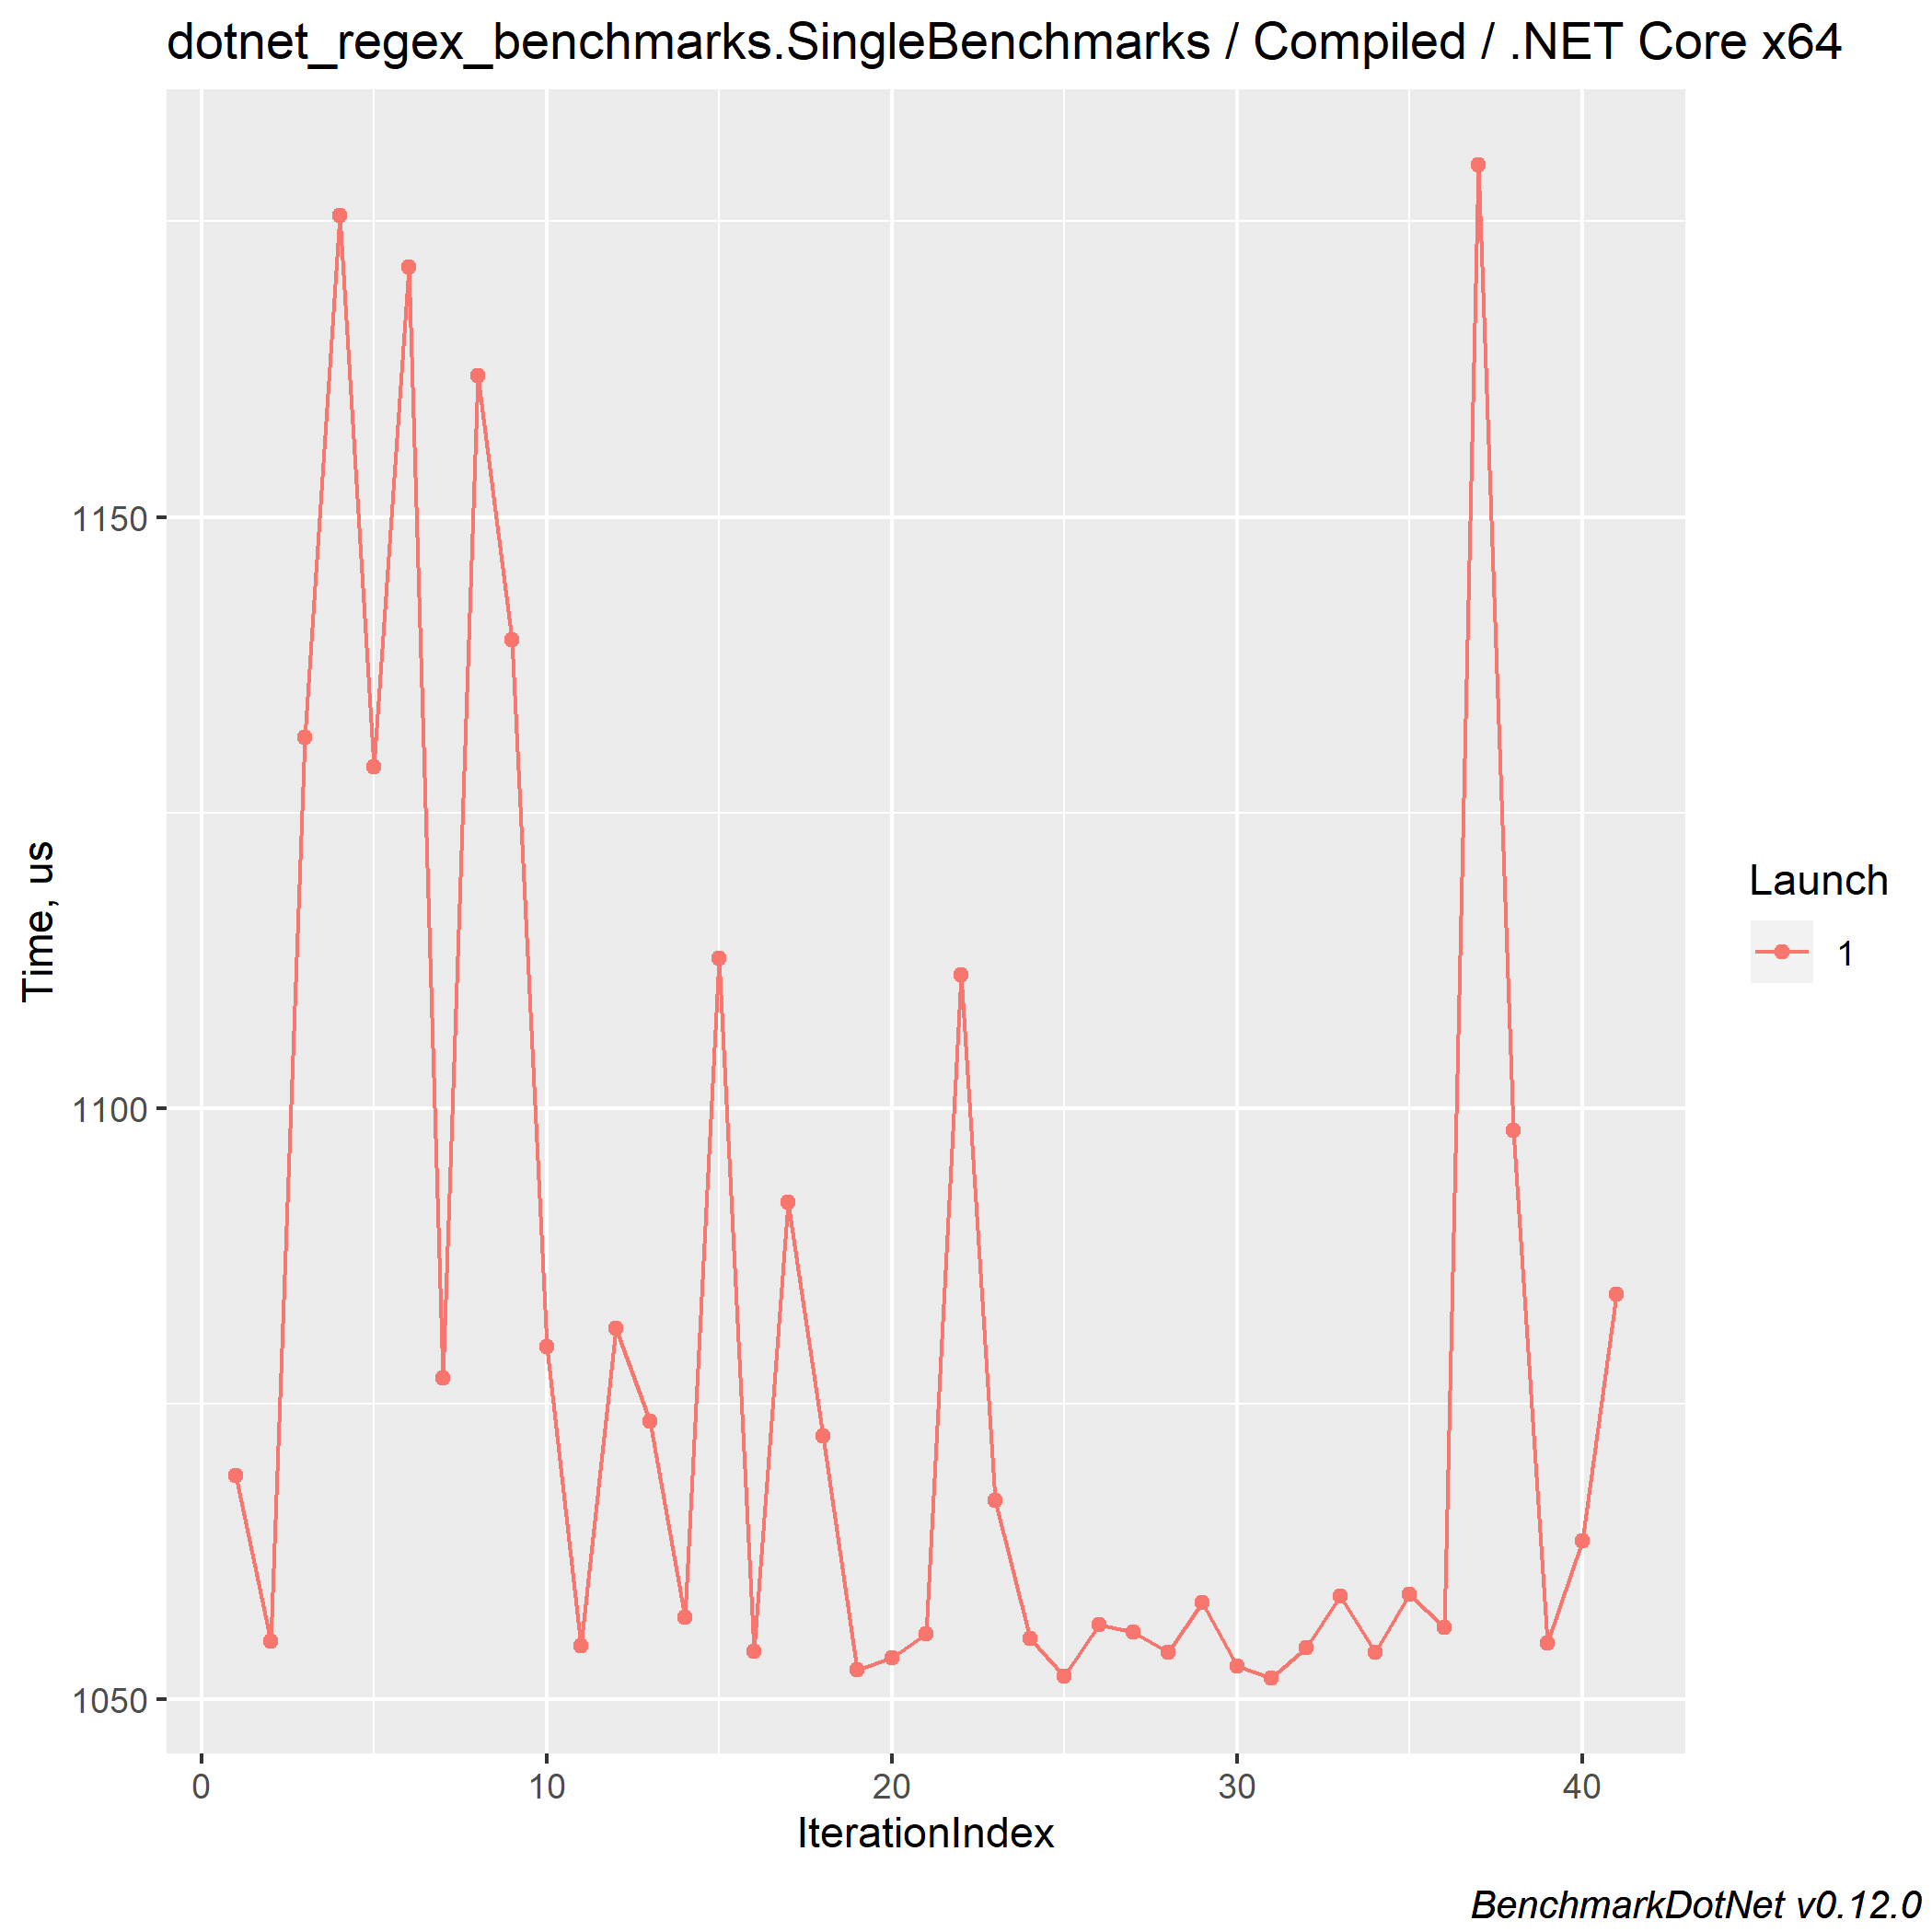 dotnet_regex_benchmarks.SingleBenchmarks / Compiled / .NET Core x64
1150
1100
1050
Time, us
0 10 20 30 40
IterationIndex
Launch
1
BenchmarkDotNet v0.12.0